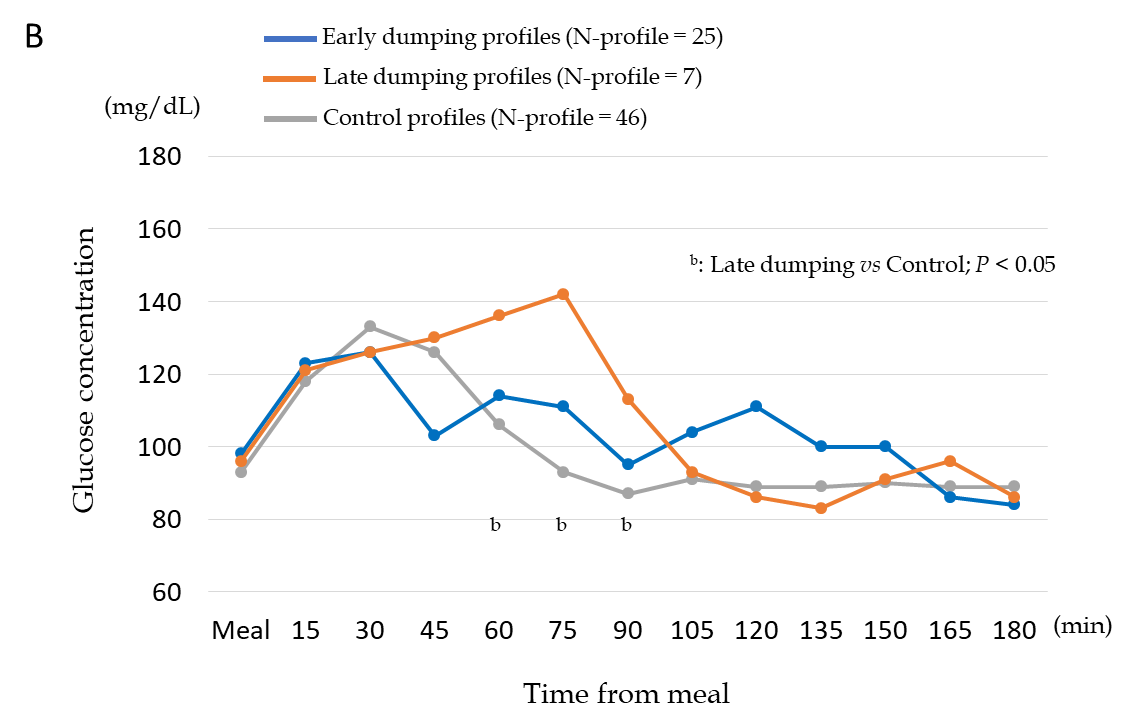 B
Early dumping profiles (N-profile = 25)
Late dumping profiles (N-profile = 7)
Control profiles (N-profile = 46)
(mg/dL)
180
160
140
120
100
80
60
Glucose concentration
b: Late dumping vs Control; P < 0.05
b b b
Meal 15 30 45 60 75 90 105 120 135 150 165 180 (min)
Time from meal